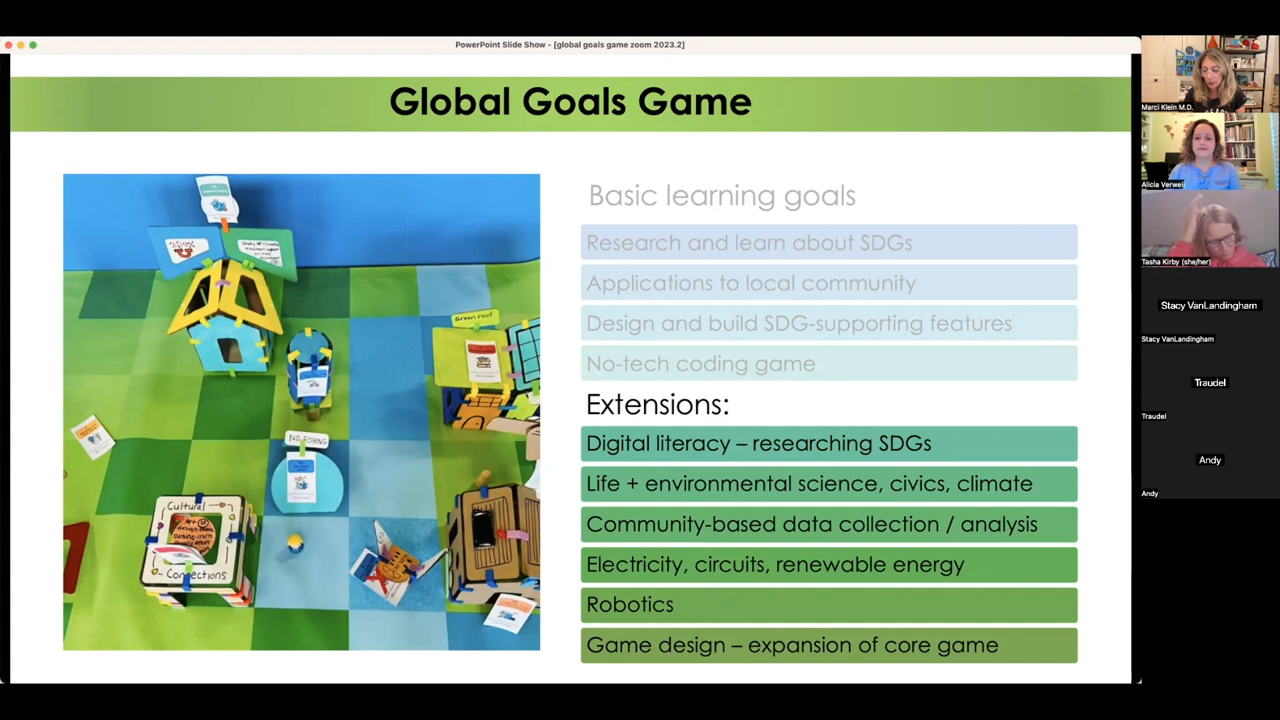 PowerPoint Slide Show - [global goals game zoom 2023.2]
Global Goals Game
Basic learning goals
Research and learn about SDGs
Applications to local community
Design and build SDG-supporting features
No-tech coding game
Extensions:
Digital literacy – researching SDGs
Life + environmental science, civics, climate
Community-based data collection / analysis
Electricity, circuits, renewable energy
Robotics
Game design – expansion of core game
Green roof
NO FISHING
Cultural
Connections
Marci Klein M.D.
Alicia Verwei
Tasha Kirby (she/her)
Stacy VanLandingham
Stacy VanLandingham
Traudel
Traudel
Andy
Andy